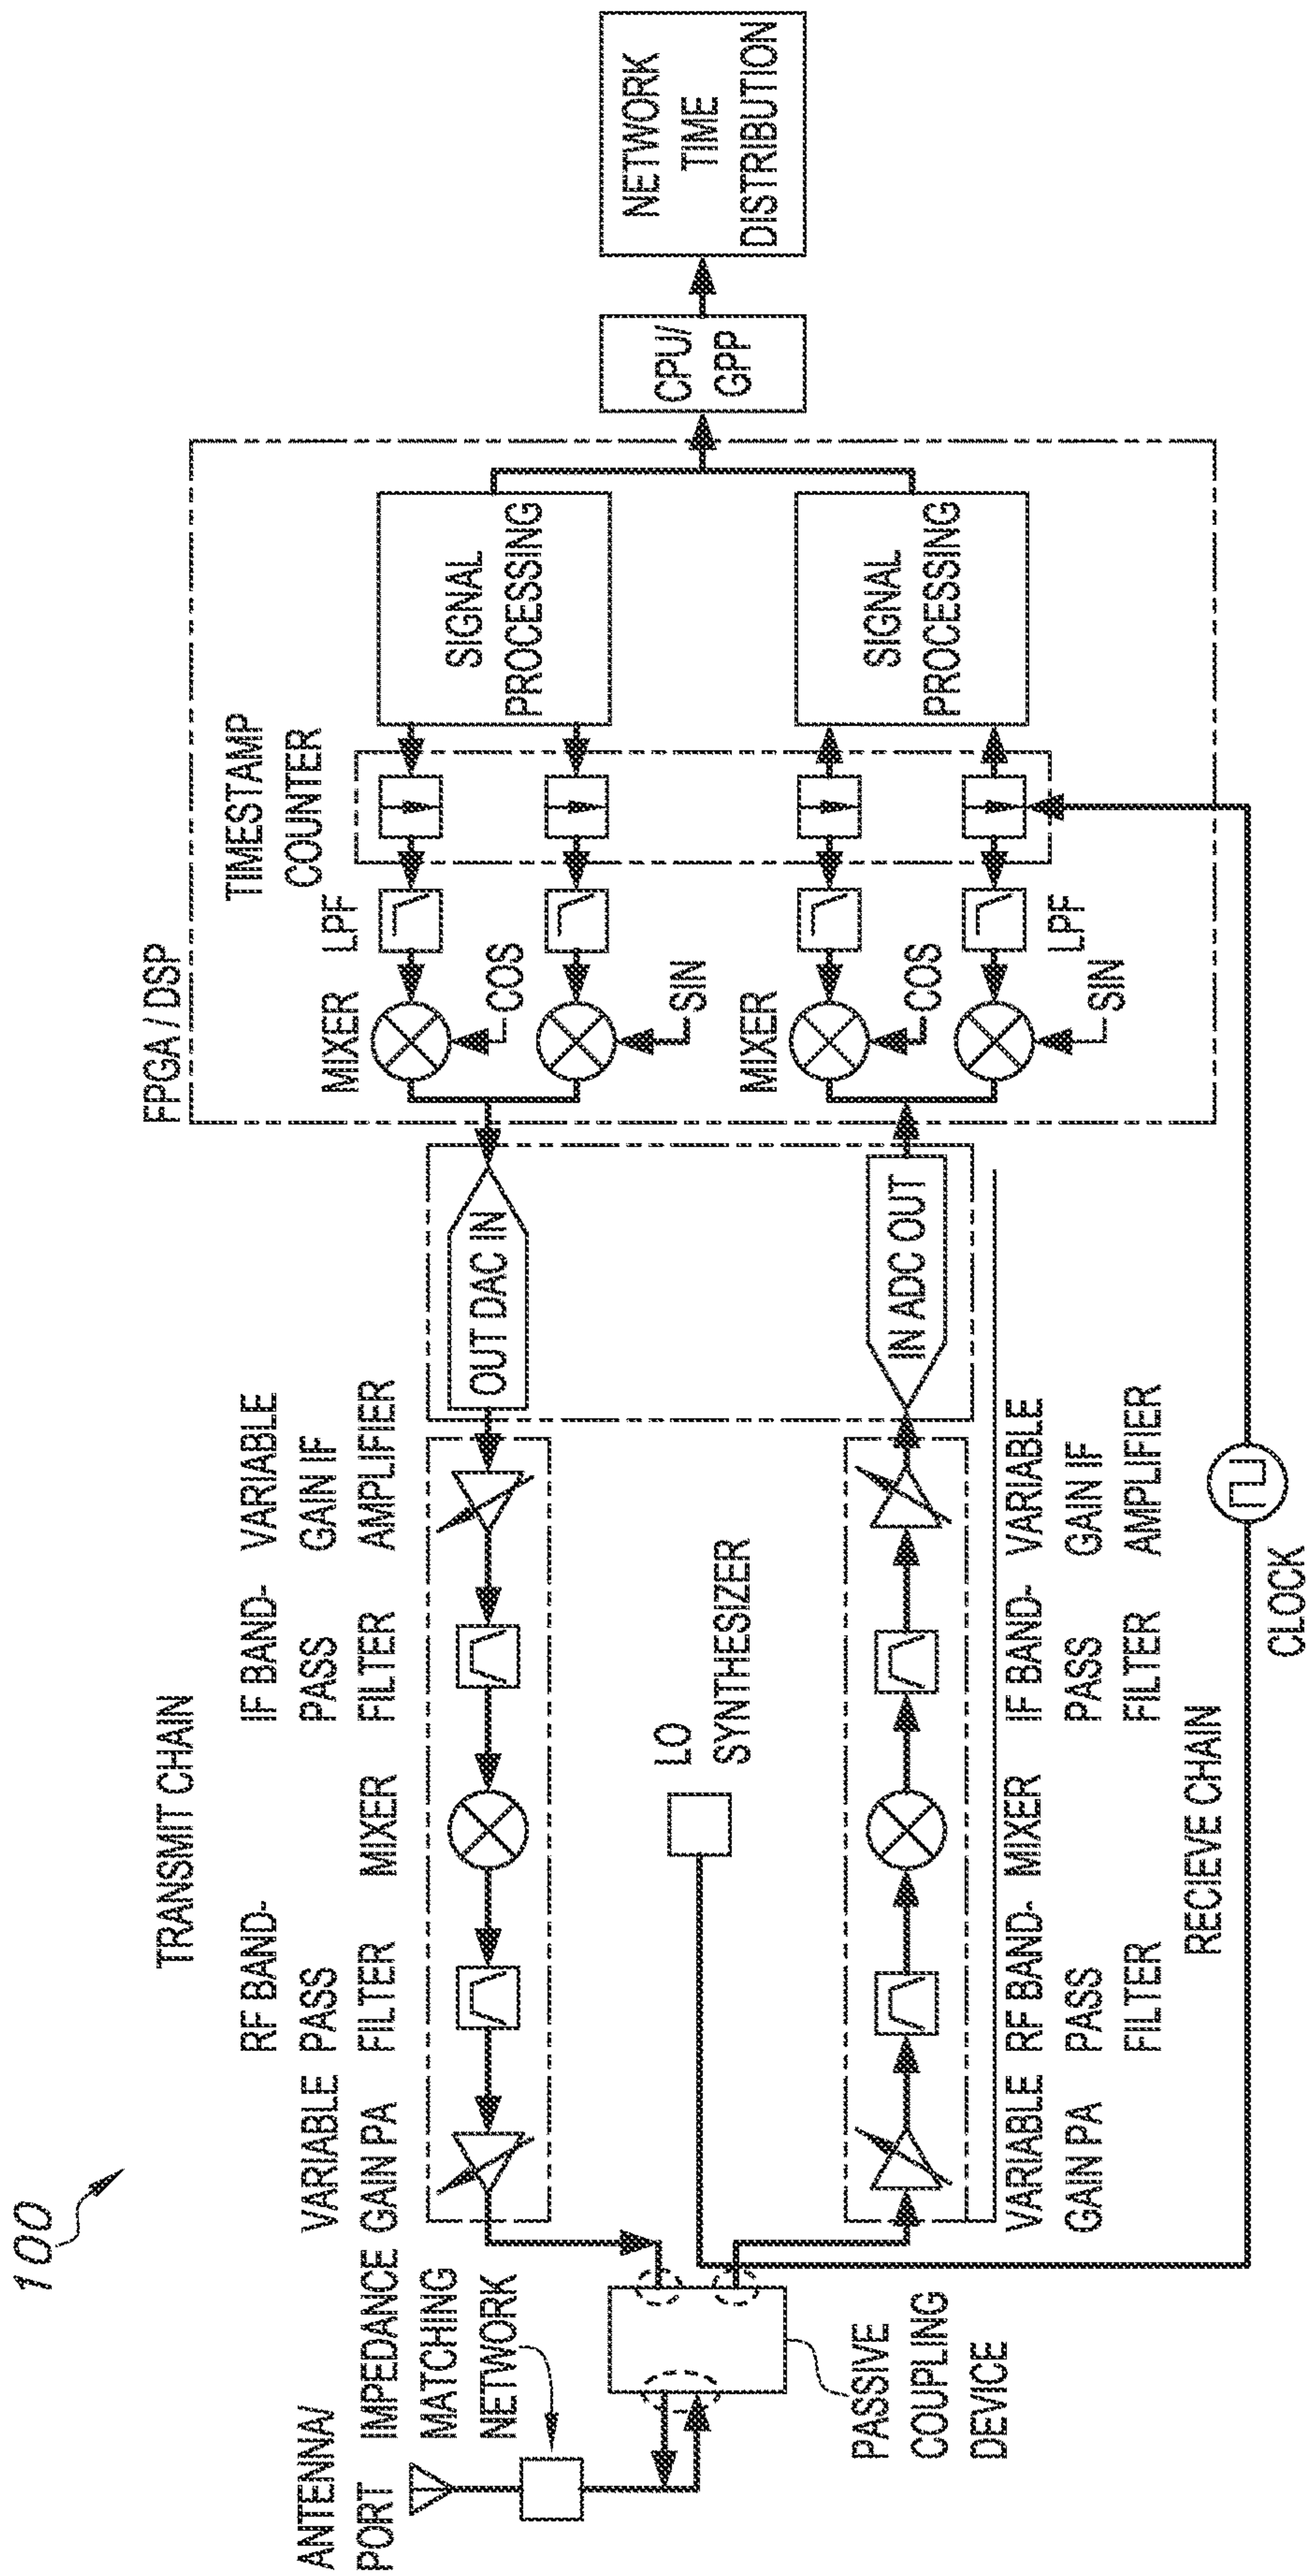 100
TRANSMIT CHAIN
FPGA / DSP
ANTENNA/
PORT
IMPEDANCE
MATCHING
NETWORK
VARIABLE
GAIN PA
RF BAND-
PASS
FILTER
MIXER
IF BAND-
PASS
FILTER
VARIABLE
GAIN IF
AMPLIFIER
OUT DAC IN
MIXER
COS
SIN
LPF
TIMESTAMP
COUNTER
SIGNAL
PROCESSING
CPU/
GPP
NETWORK
TIME
DISTRIBUTION
LO
SYNTHESIZER
PASSIVE
COUPLING
DEVICE
VARIABLE
GAIN PA
RF BAND-
PASS
FILTER
MIXER
IF BAND-
PASS
FILTER
VARIABLE
GAIN IF
AMPLIFIER
IN ADC OUT
MIXER
COS
SIN
LPF
SIGNAL
PROCESSING
RECIEVE CHAIN
CLOCK